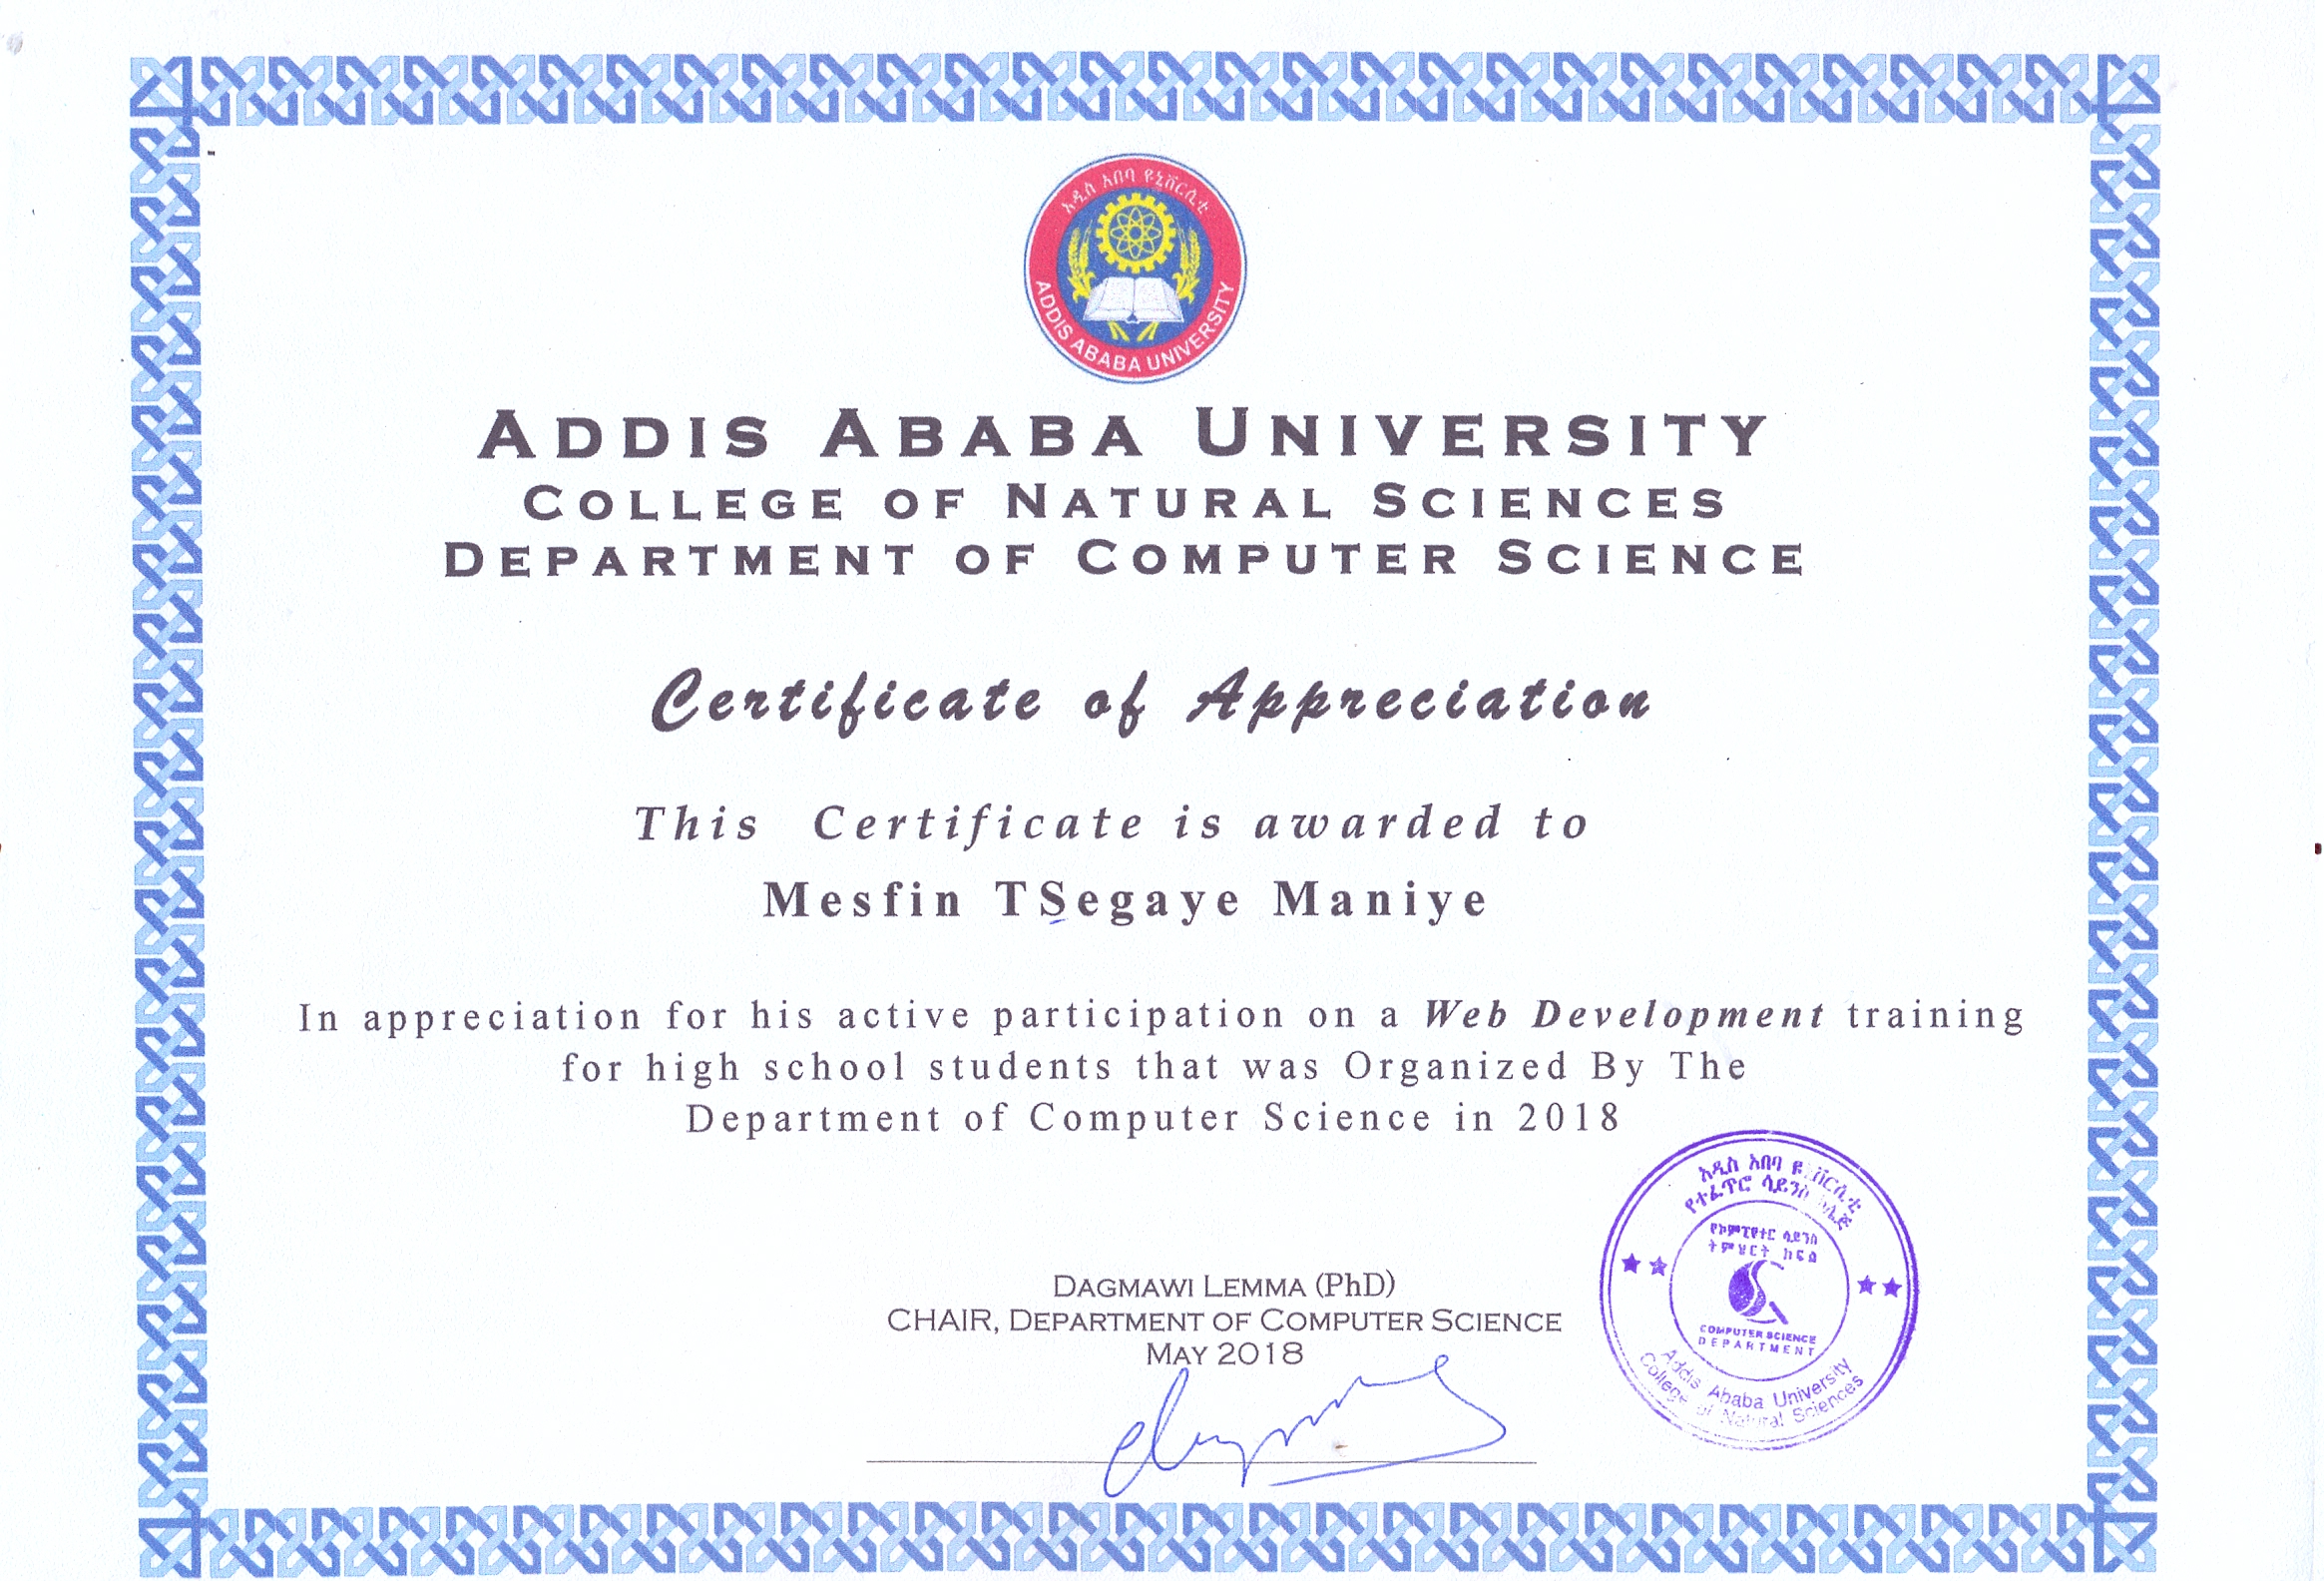 አዲስ አበባ ዩኒቨርሲቲ
ADDIS ABABA UNIVERSITY
ADDIS ABABA UNIVERSITY
COLLEGE OF NATURAL SCIENCES
DEPARTMENT OF COMPUTER SCIENCE
Certificate of Appreciation
This Certificate is awarded to
Mesfin TSegaye Maniye
In appreciation for his active participation on a Web Development training
for high school students that was Organized By The
Department of Computer Science in 2018
DAGMAWI LEMMA (PhD)
CHAIR, DEPARTMENT OF COMPUTER SCIENCE
MAY 2018
አዲስ አበባ
የተፈጥሮ ሳይንስ
የኮምፒዩተር ሳይንስ
ትምህርት ክፍል
COMPUTER SCIENCE
DEPARTMENT
Addis Ababa University
College of Natural Sciences